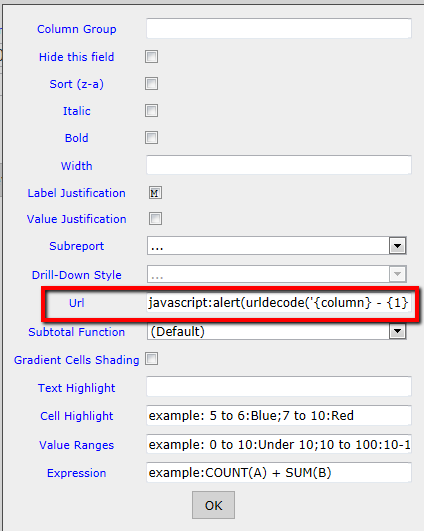 Column Group
Hide this field
Sort (z-a)
Italic
Bold
Width
Label Justification M
Value Justification
Subreport ...
Drill-Down Style ...
Url javascript:alert(urldecode('{column} - {1}
Subtotal Function (Default)
Gradient Cells Shading
Text Highlight
Cell Highlight example: 5 to 6:Blue;7 to 10:Red
Value Ranges example: 0 to 10:Under 10;10 to 100:10-1
Expression example:COUNT(A) + SUM(B)
OK